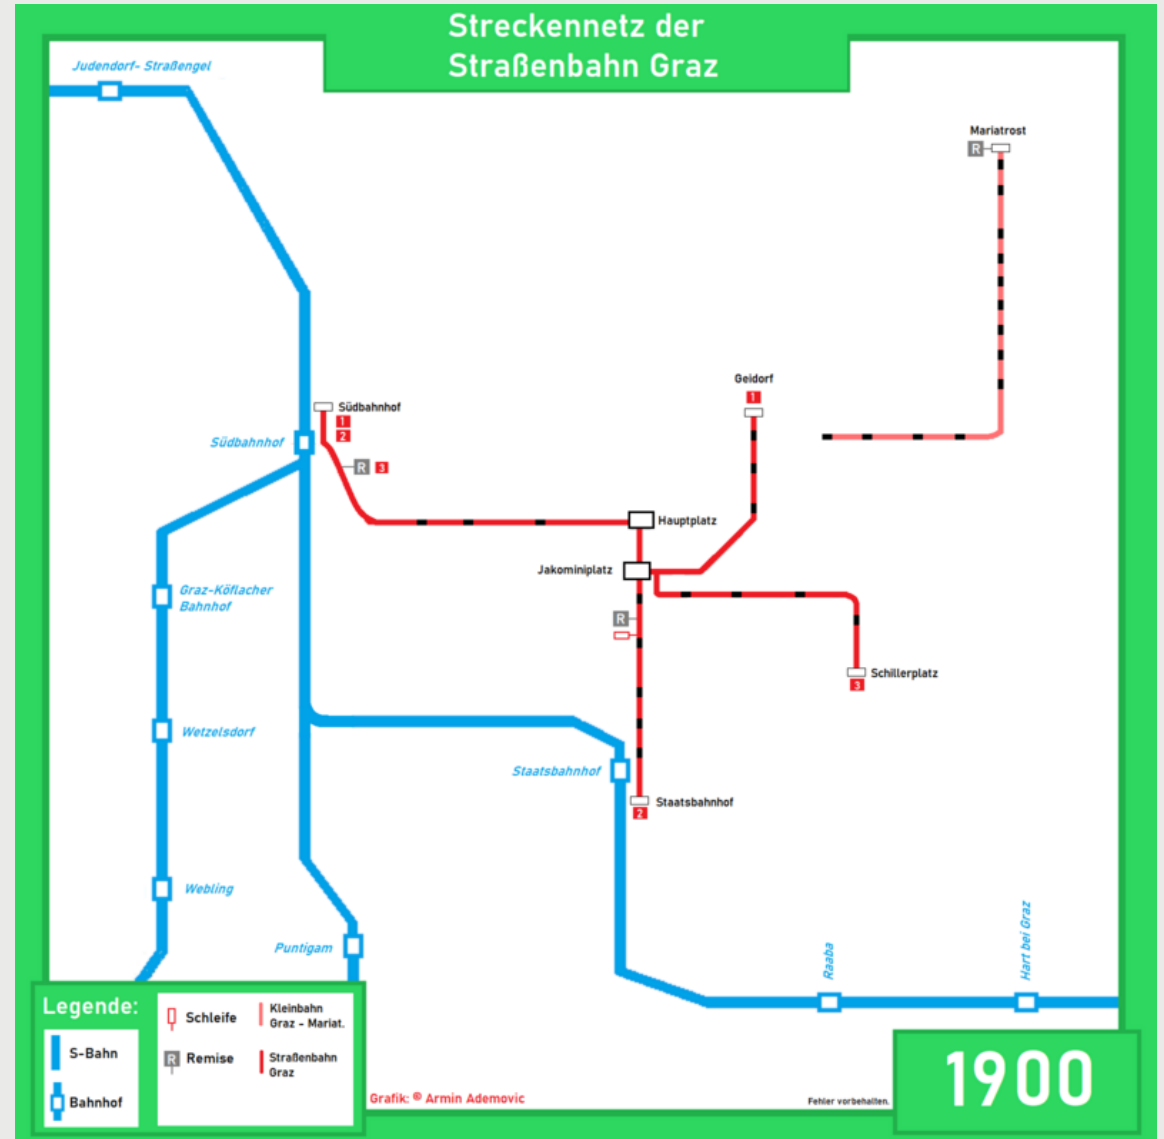 Streckennetz der
Straßenbahn Graz
Judendorf- Straßengel
Mariatrost
R
Geidorf
1
Südbahnhof
1
2
Südbahnhof
R 3
Hauptplatz
Jakominiplatz
Graz-Köflacher
Bahnhof
R
Schillerplatz
3
Wetzelsdorf
Staatsbahnhof
Staatsbahnhof
2
Webling
Puntigam
Raaba
Hart bei Graz
Legende:
S-Bahn
Bahnhof
Schleife
R Remise
Kleinbahn
Graz - Mariat.
Straßenbahn
Graz
Grafik: © Armin Ademovic
Fehler vorbehalten.
1900